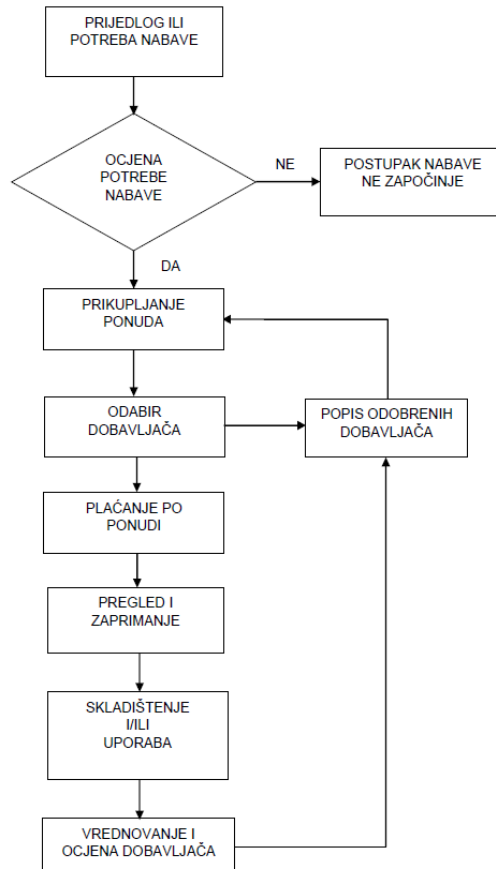 PRIJEDLOG ILI
POTREBA NABAVE
OCJENA
POTREBE
NABAVE
NE
POSTUPAK NABAVE
NE ZAPOČINJE
DA
PRIKUPLJANJE
PONUDA
ODABIR
DOBAVLJAČA
POPIS ODOBRENIH
DOBAVLJAČA
PLAĆANJE PO
PONUDI
PREGLED I
ZAPRIMANJE
SKLADIŠTENJE
I/ILI
UPORABA
VREDNOVANJE I
OCJENA DOBAVLJAČA